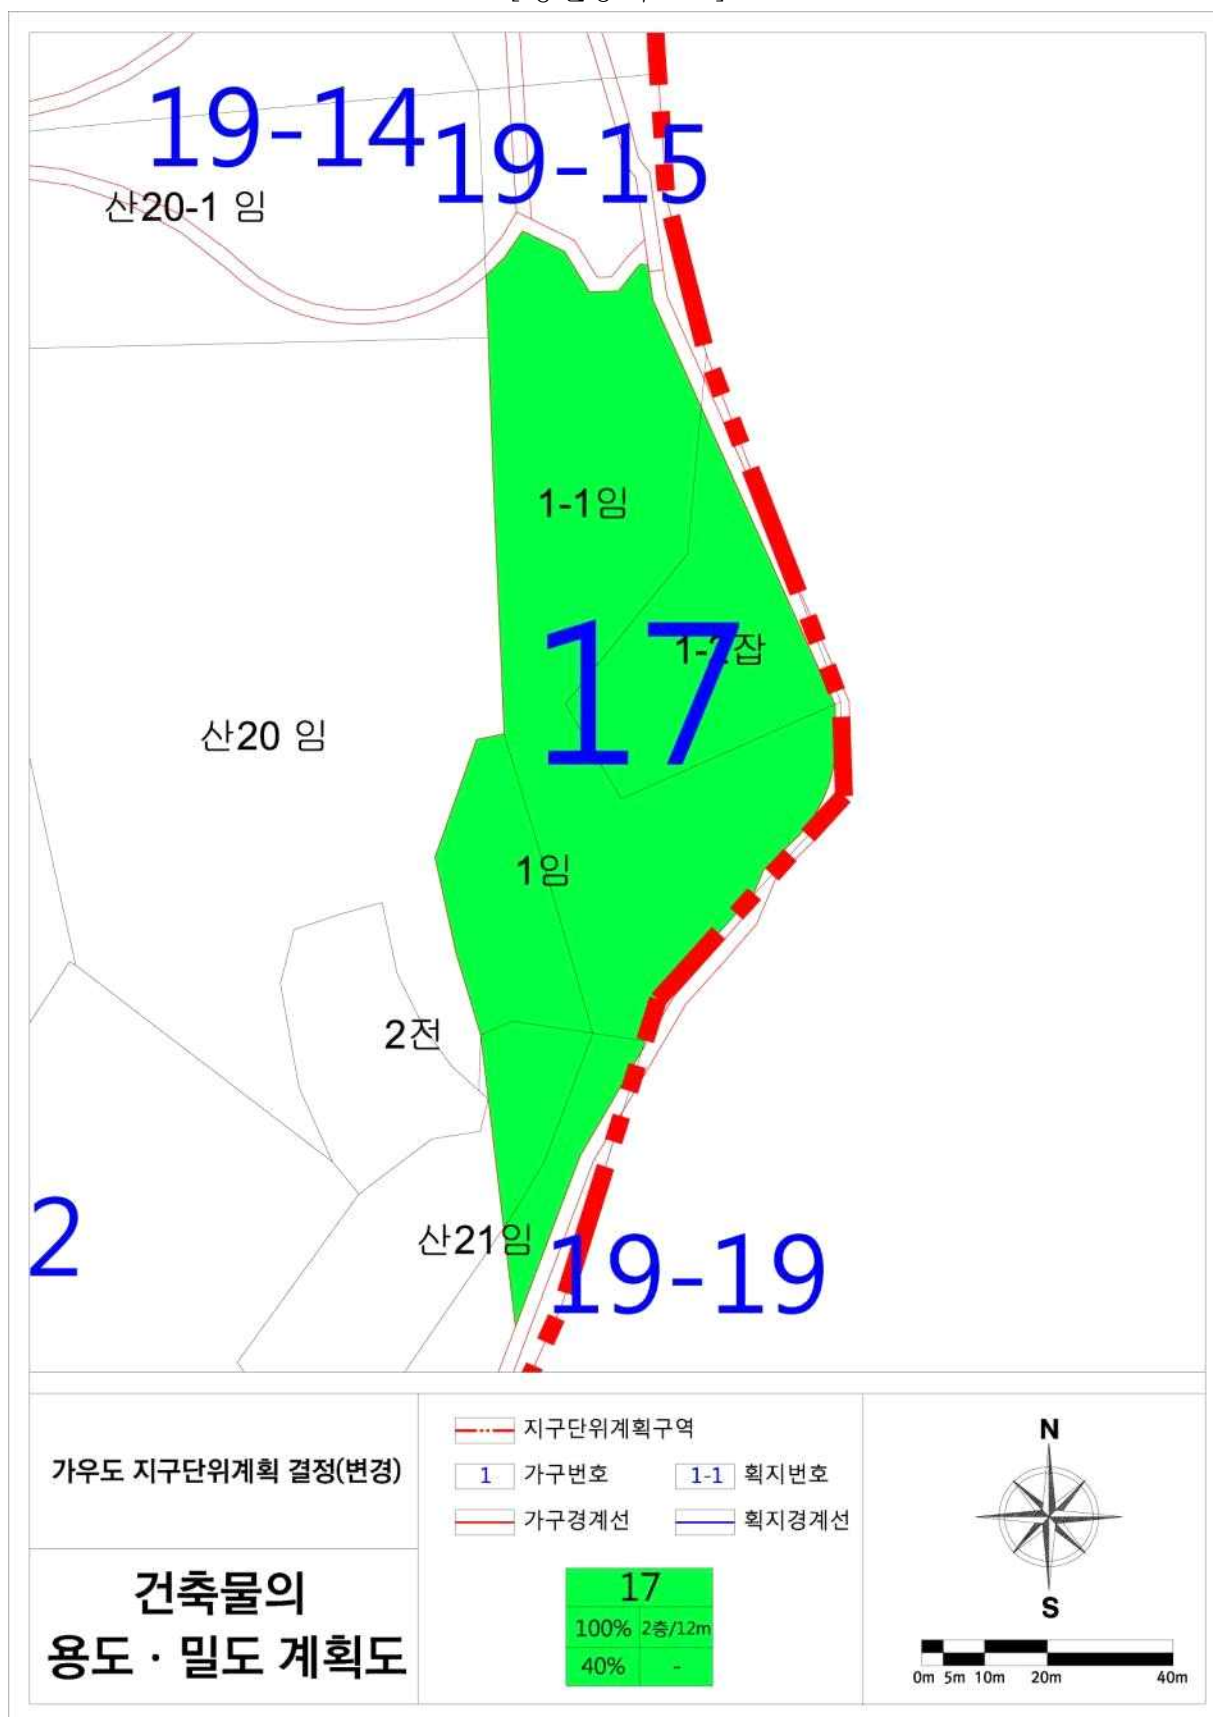 19-14
19-15
산20-1 임
1-1임
17
1-2잡
산20 임
1임
2전
2
산21임
19-19
가우도 지구단위계획 결정(변경)
건축물의
용도 · 밀도 계획도
지구단위계획구역
1 가구번호
1-1 획지번호
가구경계선
획지경계선
17
100% 2층/12m
40% -
N
S
0m 5m 10m 20m 40m